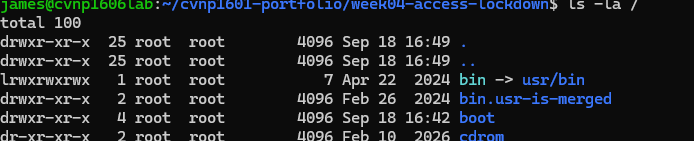 james@cvnp1606lab:~/cvnp1601-portfolio/week04-access-lockdown$ ls -la /
total 100
drwxr-xr-x  25 root  root       4096 Sep 18 16:49 .
drwxr-xr-x  25 root  root       4096 Sep 18 16:49 ..
lrwxrwxrwx   1 root  root          7 Apr 22  2024 bin -> usr/bin
drwxr-xr-x   2 root  root       4096 Feb 26  2024 bin.usr-is-merged
drwxr-xr-x   4 root  root       4096 Sep 18 16:42 boot
dr-xr-xr-x   2 root  root       4096 Feb 10  2026 cdrom